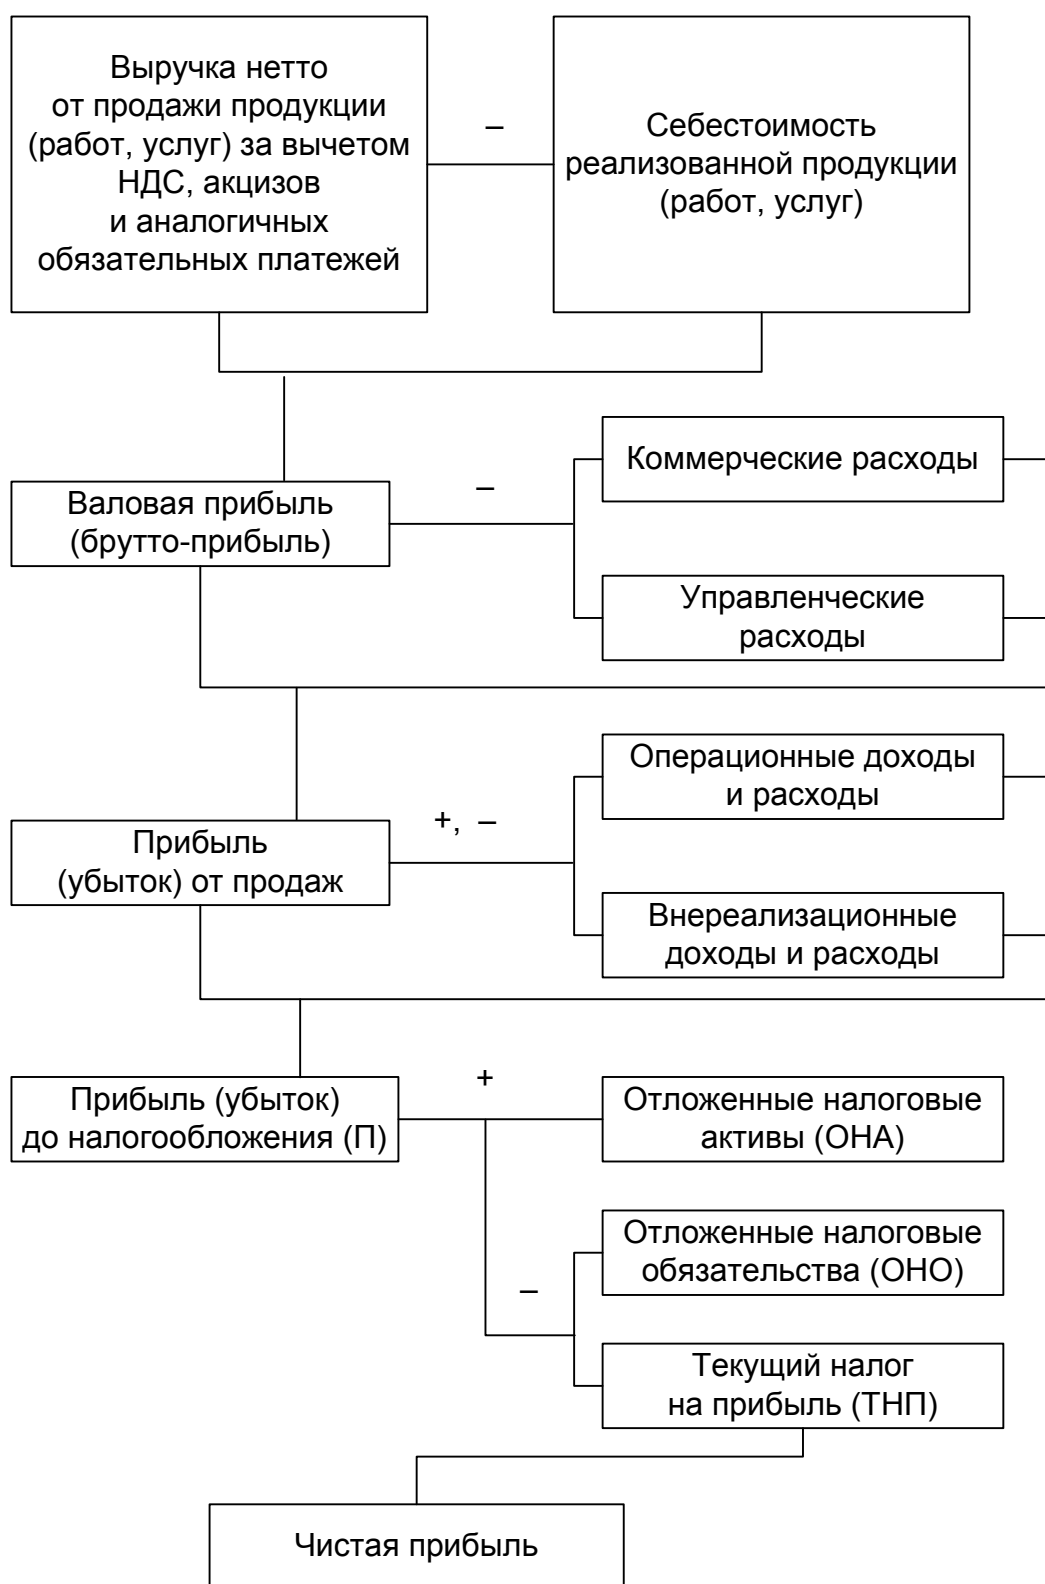 Выручка нетто
от продажи продукции
(работ, услуг) за вычетом
НДС, акцизов
и аналогичных
обязательных платежей
–
Себестоимость
реализованной продукции
(работ, услуг)
Валовая прибыль
(брутто-прибыль)
–
Коммерческие расходы
Управленческие
расходы
Прибыль
(убыток) от продаж
+, –
Операционные доходы
и расходы
Внереализационные
доходы и расходы
Прибыль (убыток)
до налогообложения (П)
+
Отложенные налоговые
активы (ОНА)
–
Отложенные налоговые
обязательства (ОНО)
Текущий налог
на прибыль (ТНП)
Чистая прибыль